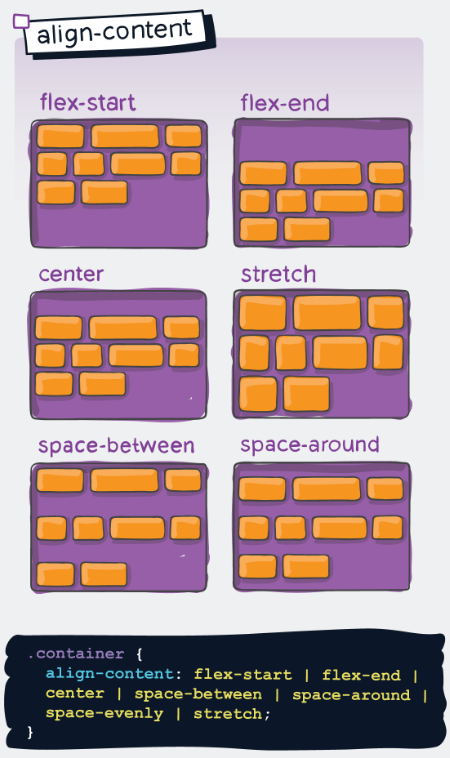 align-content
flex-start
flex-end
center
stretch
space-between
space-around
.container {
align-content: flex-start | flex-end |
center | space-between | space-around |
space-evenly | stretch;
}